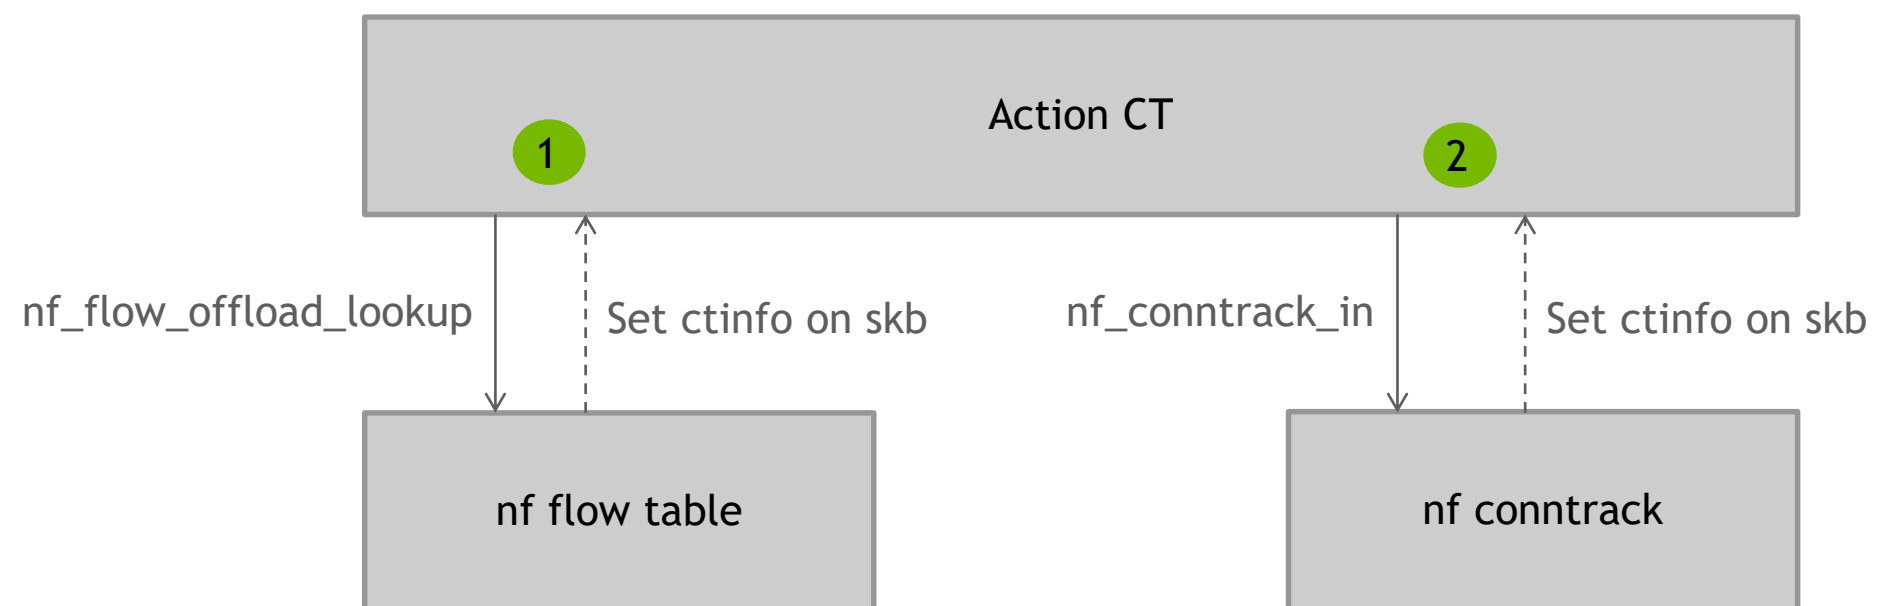 Action CT
1
2
nf_flow_offload_lookup
Set ctinfo on skb
nf_conntrack_in
Set ctinfo on skb
nf flow table
nf conntrack